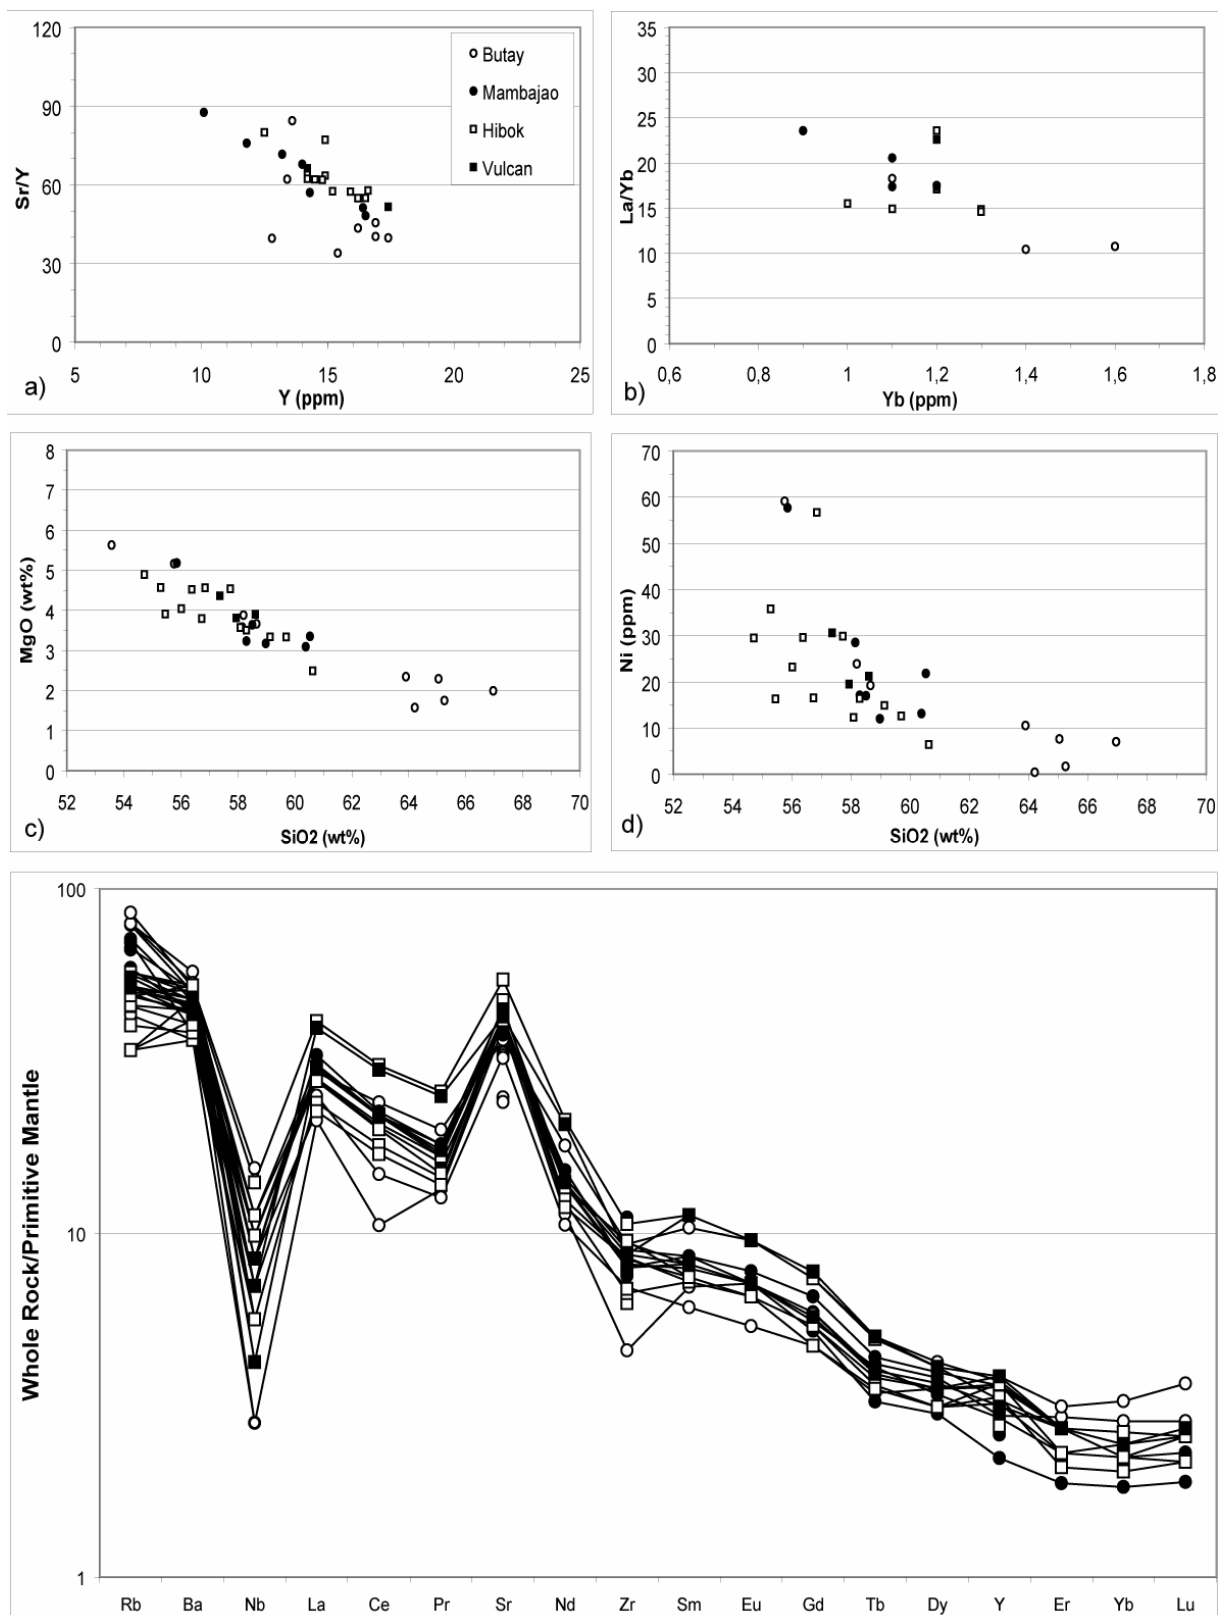 120
90
60
30
0
Sr/Y
Butay
Mambajao
Hibok
Vulcan
5 10 15 20 25
a)
Y (ppm)
35
30
25
20
15
10
5
0
La/Yb
0,6 0,8 1 1,2 1,4 1,6 1,8
b)
Yb (ppm)
8
7
6
5
4
3
2
1
0
MgO (wt%)
52 54 56 58 60 62 64 66 68 70
c)
SiO2 (wt%)
70
60
50
40
30
20
10
0
Ni (ppm)
52 54 56 58 60 62 64 66 68 70
d)
SiO2 (wt%)
100
10
1
Whole Rock/Primitive Mantle
Rb Ba Nb La Ce Pr Sr Nd Zr Sm Eu Gd Tb Dy Y Er Yb Lu